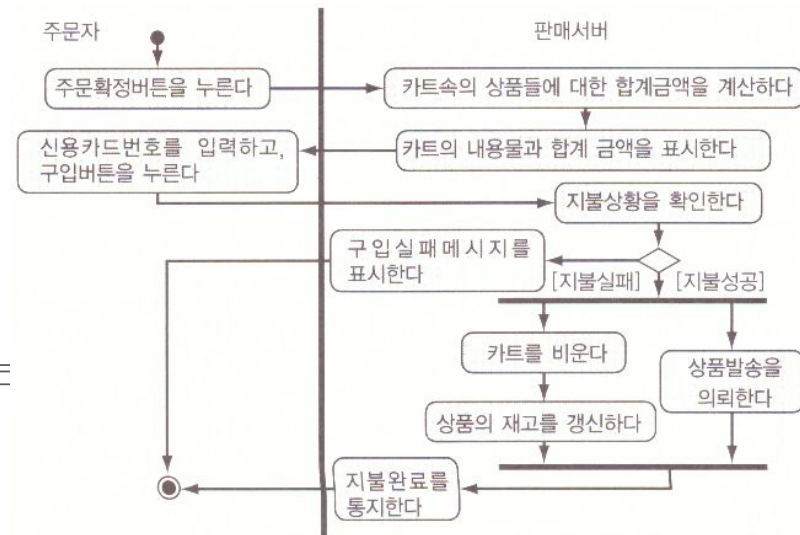 주문자
판매서버
주문확정버튼을 누른다
카트속의 상품들에 대한 합계금액을 계산하다
신용카드번호를 입력하고,
구입버튼을 누른다
카트의 내용물과 합계 금액을 표시한다
지불상황을 확인한다
구입실패메시지를
표시한다
[지불실패]
[지불성공]
카트를 비운다
상품발송을
의뢰한다
상품의 재고를 갱신하다
지불완료를
통지한다